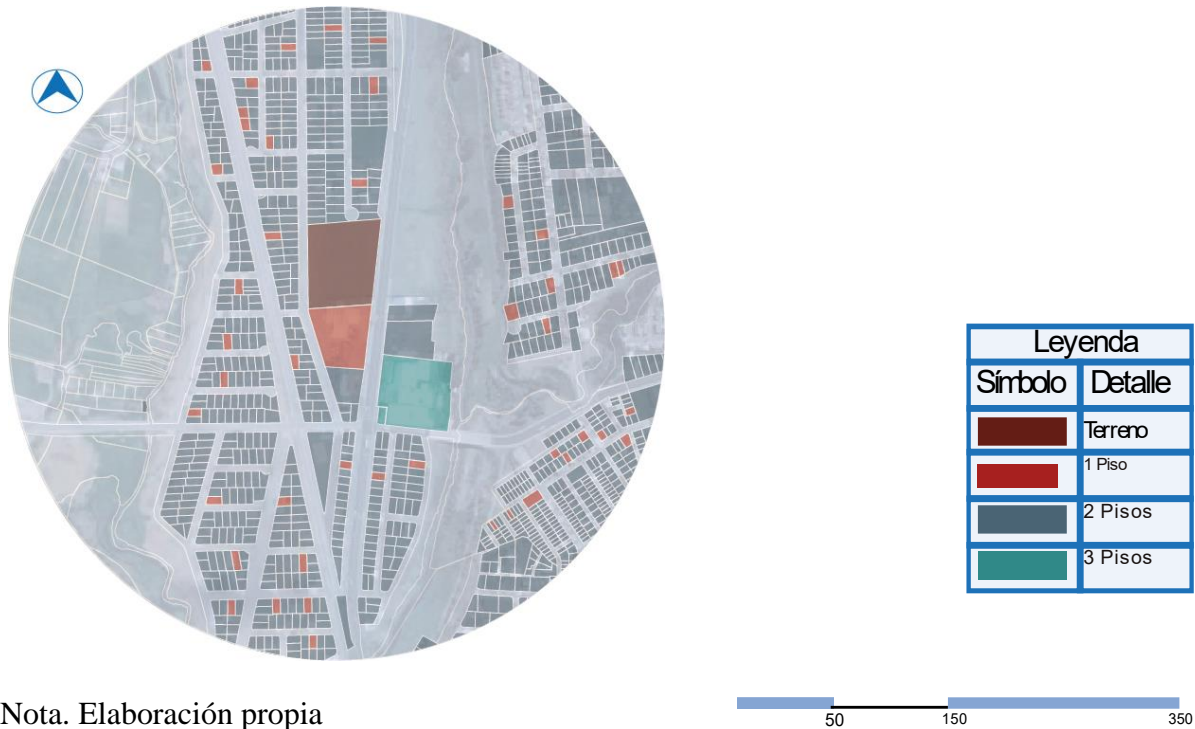 Leyenda
Símbolo Detalle
Terreno
1 Piso
2 Pisos
3 Pisos
Nota. Elaboración propia
50 150 350